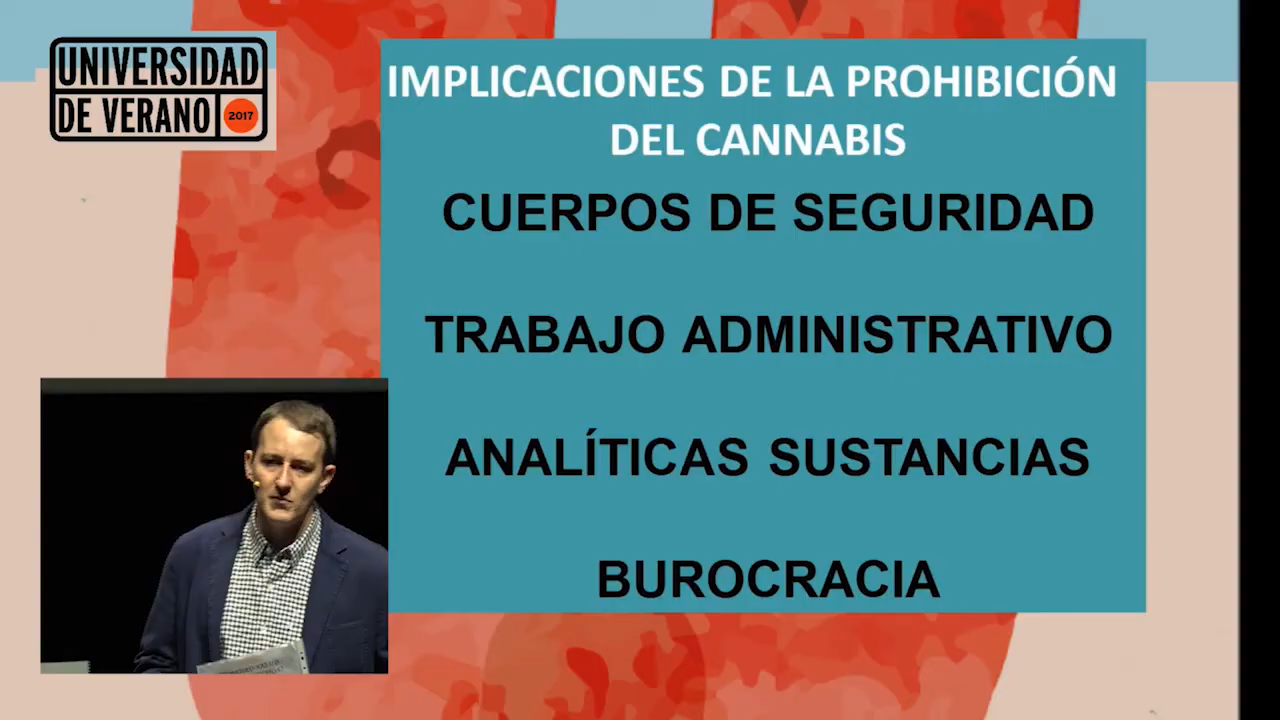 UNIVERSIDAD
DE VERANO 2017
IMPLICACIONES DE LA PROHIBICIÓN
DEL CANNABIS
CUERPOS DE SEGURIDAD
TRABAJO ADMINISTRATIVO
ANALÍTICAS SUSTANCIAS
BUROCRACIA